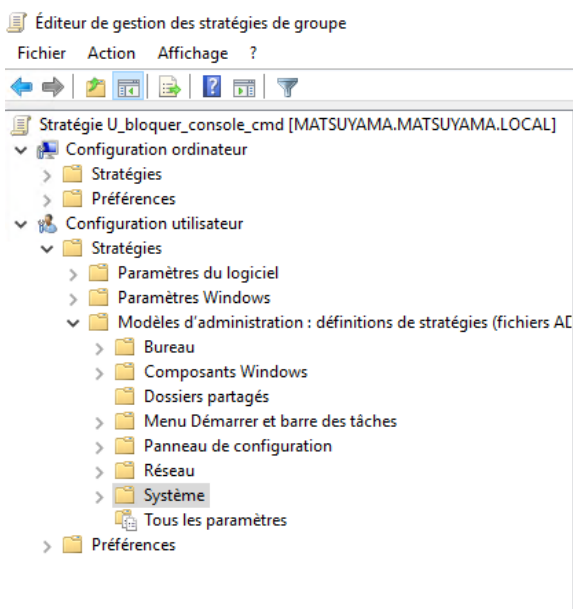 Éditeur de gestion des stratégies de groupe
Fichier Action Affichage ?
Stratégie U_bloquer_console_cmd [MATSUYAMA.MATSUYAMA.LOCAL]
Configuration ordinateur
Stratégies
Préférences
Configuration utilisateur
Stratégies
Paramètres du logiciel
Paramètres Windows
Modèles d'administration : définitions de stratégies (fichiers AD
Bureau
Composants Windows
Dossiers partagés
Menu Démarrer et barre des tâches
Panneau de configuration
Réseau
Système
Tous les paramètres
Préférences